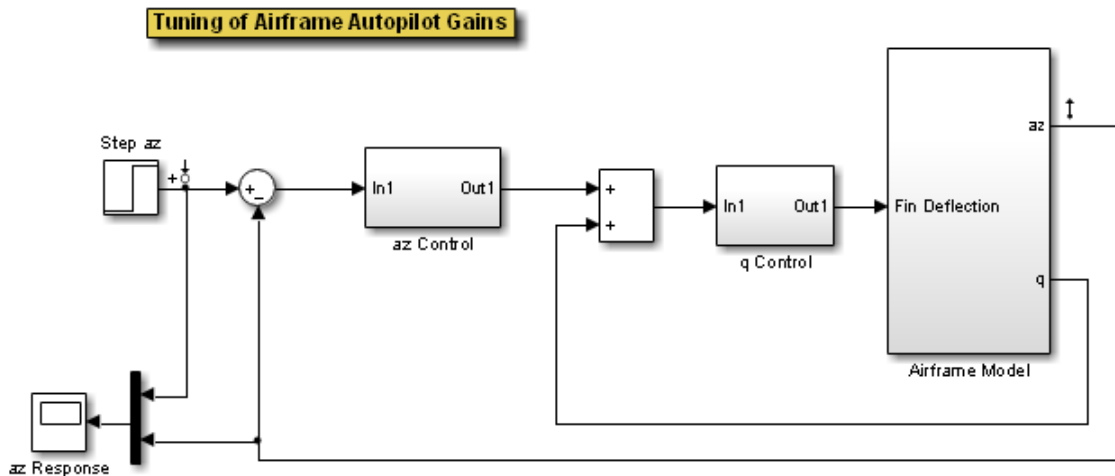 Tuning of Airframe Autopilot Gains
Step az
+
+
−
In1
Out1
az Control
+
+
In1
Out1
q Control
Fin Deflection
az
q
Airframe Model
az Response